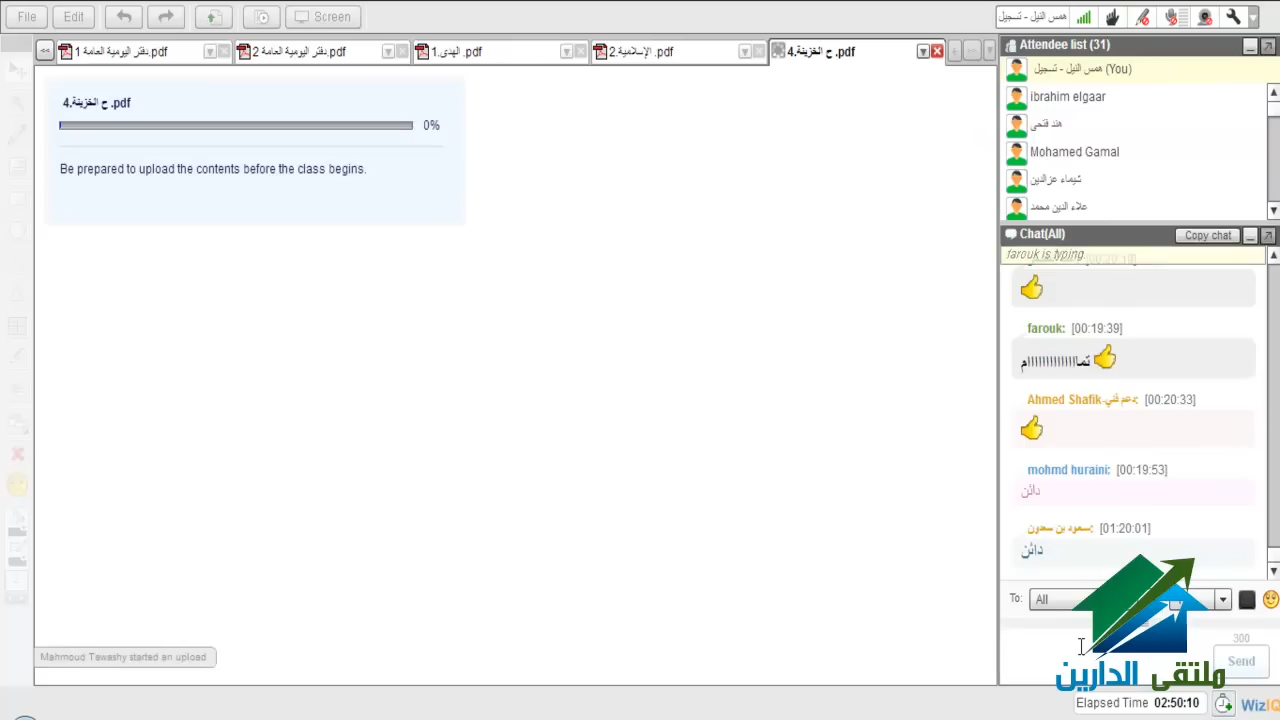 File Edit Screen
همس النيل - تسجيل
دفتر اليومية العامة 1.pdf
دفتر اليومية العامة 2.pdf
الهدى.1 .pdf
الإسلامية.2 .pdf
ح الخزينة.4 .pdf
Attendee list (31)
همس النيل - تسجيل (You)
ibrahim elgaar
هند فتحى
Mohamed Gamal
شيماء عزالدين
علاء الدين محمد
ح الخزينة.4 .pdf
0%
Be prepared to upload the contents before the class begins.
Chat(All) Copy chat
farouk is typing
farouk: [00:19:39]
تمااااااااااااام
Ahmed Shafik-دعم فني: [00:20:33]
mohmd huraini: [00:19:53]
دائن
سعود بن سعدون: [01:20:01]
دائن
To: All
300
Send
Mahmoud Tawashy started an upload
ملتقى الدارين
Elapsed Time 02:50:10
WizIQ